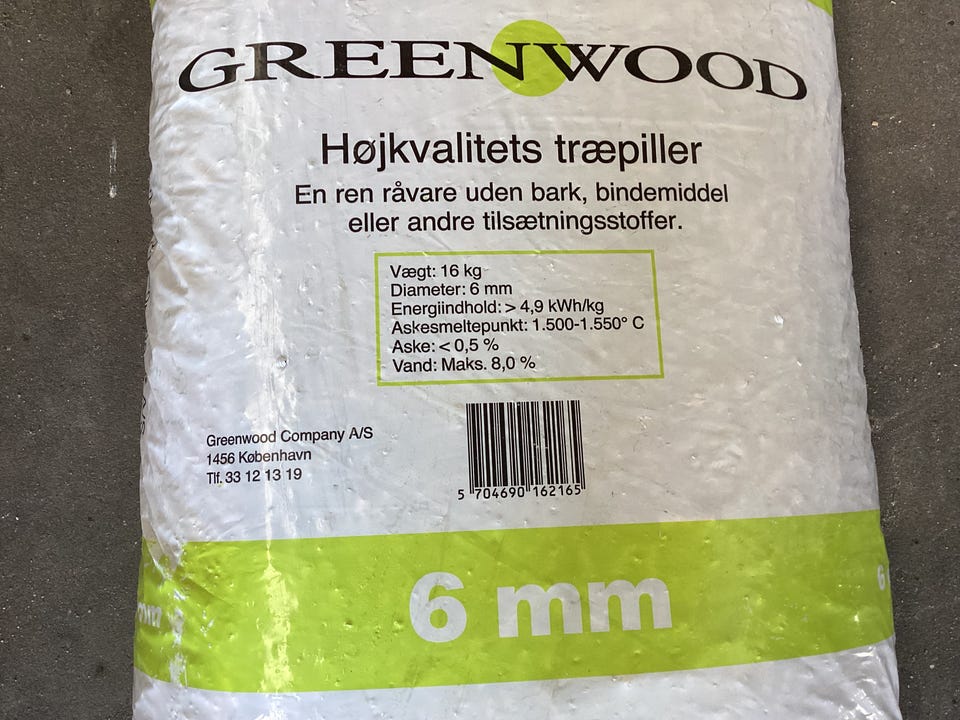 GREENWOOD
Højkvalitets træpiller
En ren råvare uden bark, bindemiddel
eller andre tilsætningsstoffer.
Vægt: 16 kg
Diameter: 6 mm
Energiindhold: > 4,9 kWh/kg
Askesmeltepunkt: 1.500-1.550° C
Aske: < 0,5 %
Vand: Maks. 8,0 %
Greenwood Company A/S
1456 København
Tlf. 33 12 13 19
5 704690 162165
6 mm
6